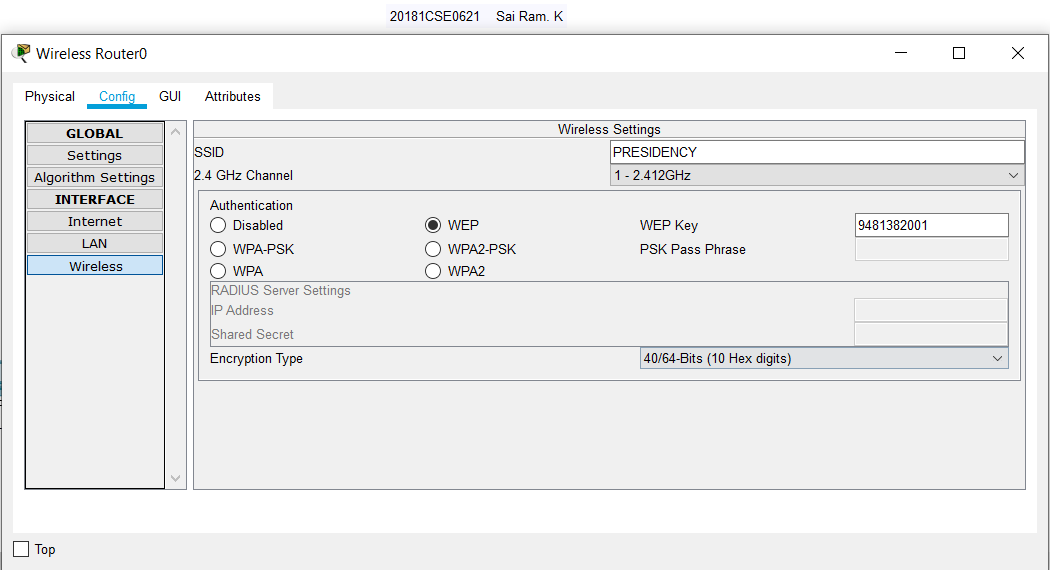 20181CSE0621 Sai Ram. K
Wireless Router0
Physical Config GUI Attributes
GLOBAL
Settings
Algorithm Settings
INTERFACE
Internet
LAN
Wireless
Wireless Settings
SSID PRESIDENCY
2.4 GHz Channel 1 - 2.412GHz
Authentication
Disabled WEP WEP Key 9481382001
WPA-PSK WPA2-PSK PSK Pass Phrase
WPA WPA2
RADIUS Server Settings
IP Address
Shared Secret
Encryption Type 40/64-Bits (10 Hex digits)
Top